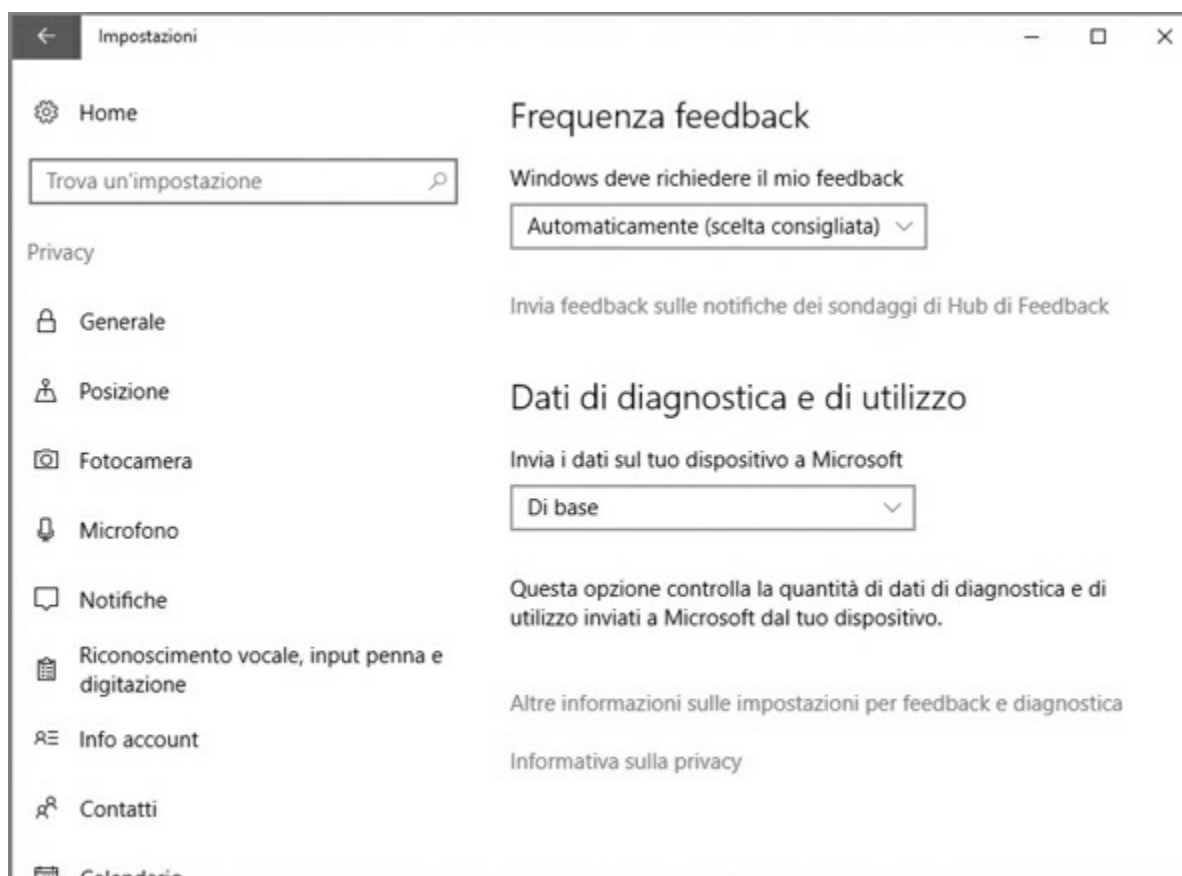 Impostazioni
Home
Trova un'impostazione
Privacy
Generale
Posizione
Fotocamera
Microfono
Notifiche
Riconoscimento vocale, input penna e
digitazione
Info account
Contatti
Calendario
Frequenza feedback
Windows deve richiedere il mio feedback
Automaticamente (scelta consigliata)
Invia feedback sulle notifiche dei sondaggi di Hub di Feedback
Dati di diagnostica e di utilizzo
Invia i dati sul tuo dispositivo a Microsoft
Di base
Questa opzione controlla la quantità di dati di diagnostica e di
utilizzo inviati a Microsoft dal tuo dispositivo.
Altre informazioni sulle impostazioni per feedback e diagnostica
Informativa sulla privacy